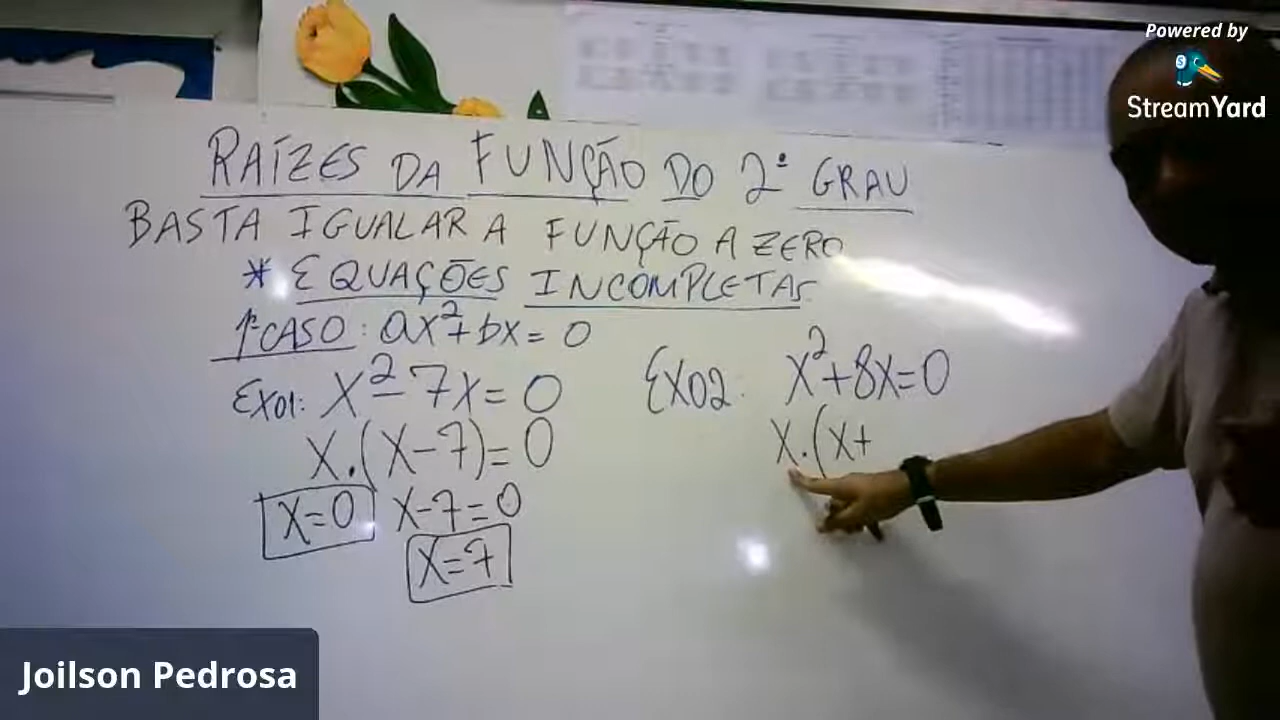 Powered by
StreamYard
RAÍZES DA FUNÇÃO DO 2º GRAU
BASTA IGUALAR A FUNÇÃO A ZERO
* EQUAÇÕES INCOMPLETAS
1º CASO: ax²+bx=0
EX01: x²-7x=0
x.(x-7)=0
x=0 x-7=0
x=7
EX02: x²+8x=0
x.(x+
Joilson Pedrosa